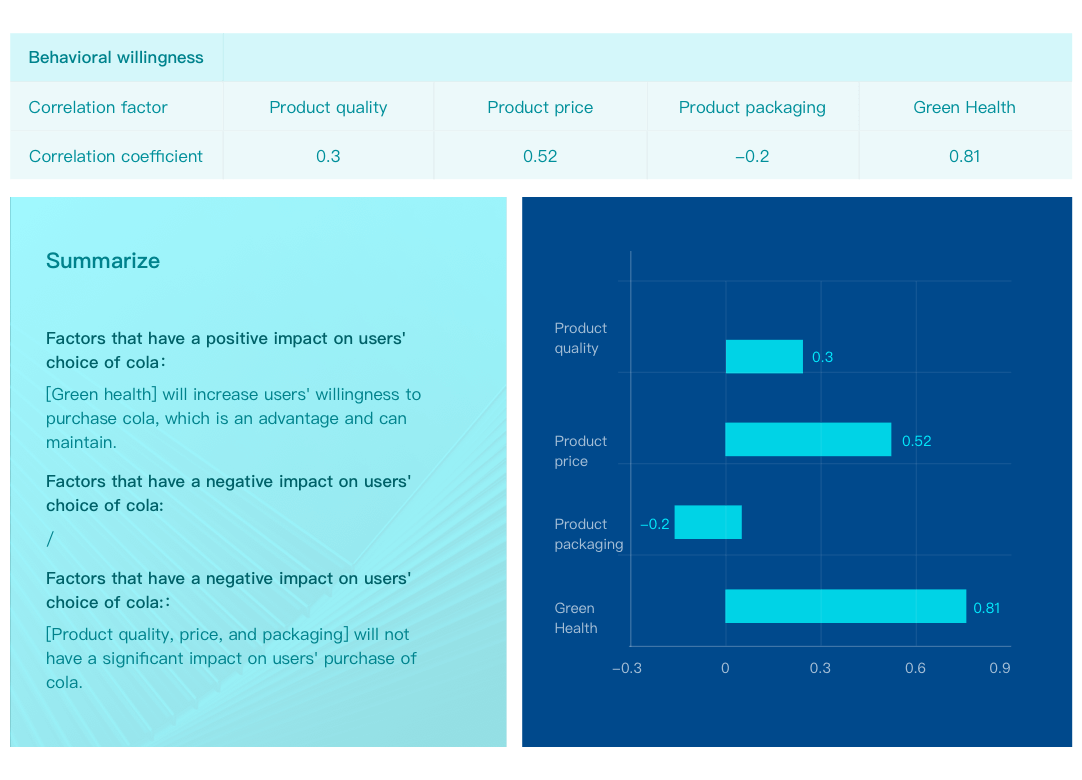 Behavioral willingness
Correlation factor Product quality Product price Product packaging Green Health
Correlation coefficient 0.3 0.52 −0.2 0.81
Summarize
Factors that have a positive impact on users'
choice of cola:
[Green health] will increase users' willingness to
purchase cola, which is an advantage and can
maintain.
Factors that have a negative impact on users'
choice of cola:
/
Factors that have a negative impact on users'
choice of cola::
[Product quality, price, and packaging] will not
have a significant impact on users' purchase of
cola.
Product
quality
0.3
Product
price
0.52
Product
packaging
−0.2
Green
Health
0.81
−0.3 0 0.3 0.6 0.9